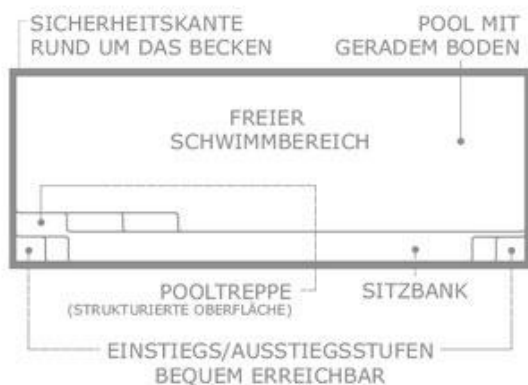 SICHERHEITSKANTE
RUND UM DAS BECKEN
POOL MIT
GERADEM BODEN
FREIER
SCHWIMMBEREICH
POOLTREPPE
(STRUKTURIERTE OBERFLÄCHE)
SITZBANK
EINSTIEGS/AUSSTIEGSSTUFEN
BEQUEM ERREICHBAR